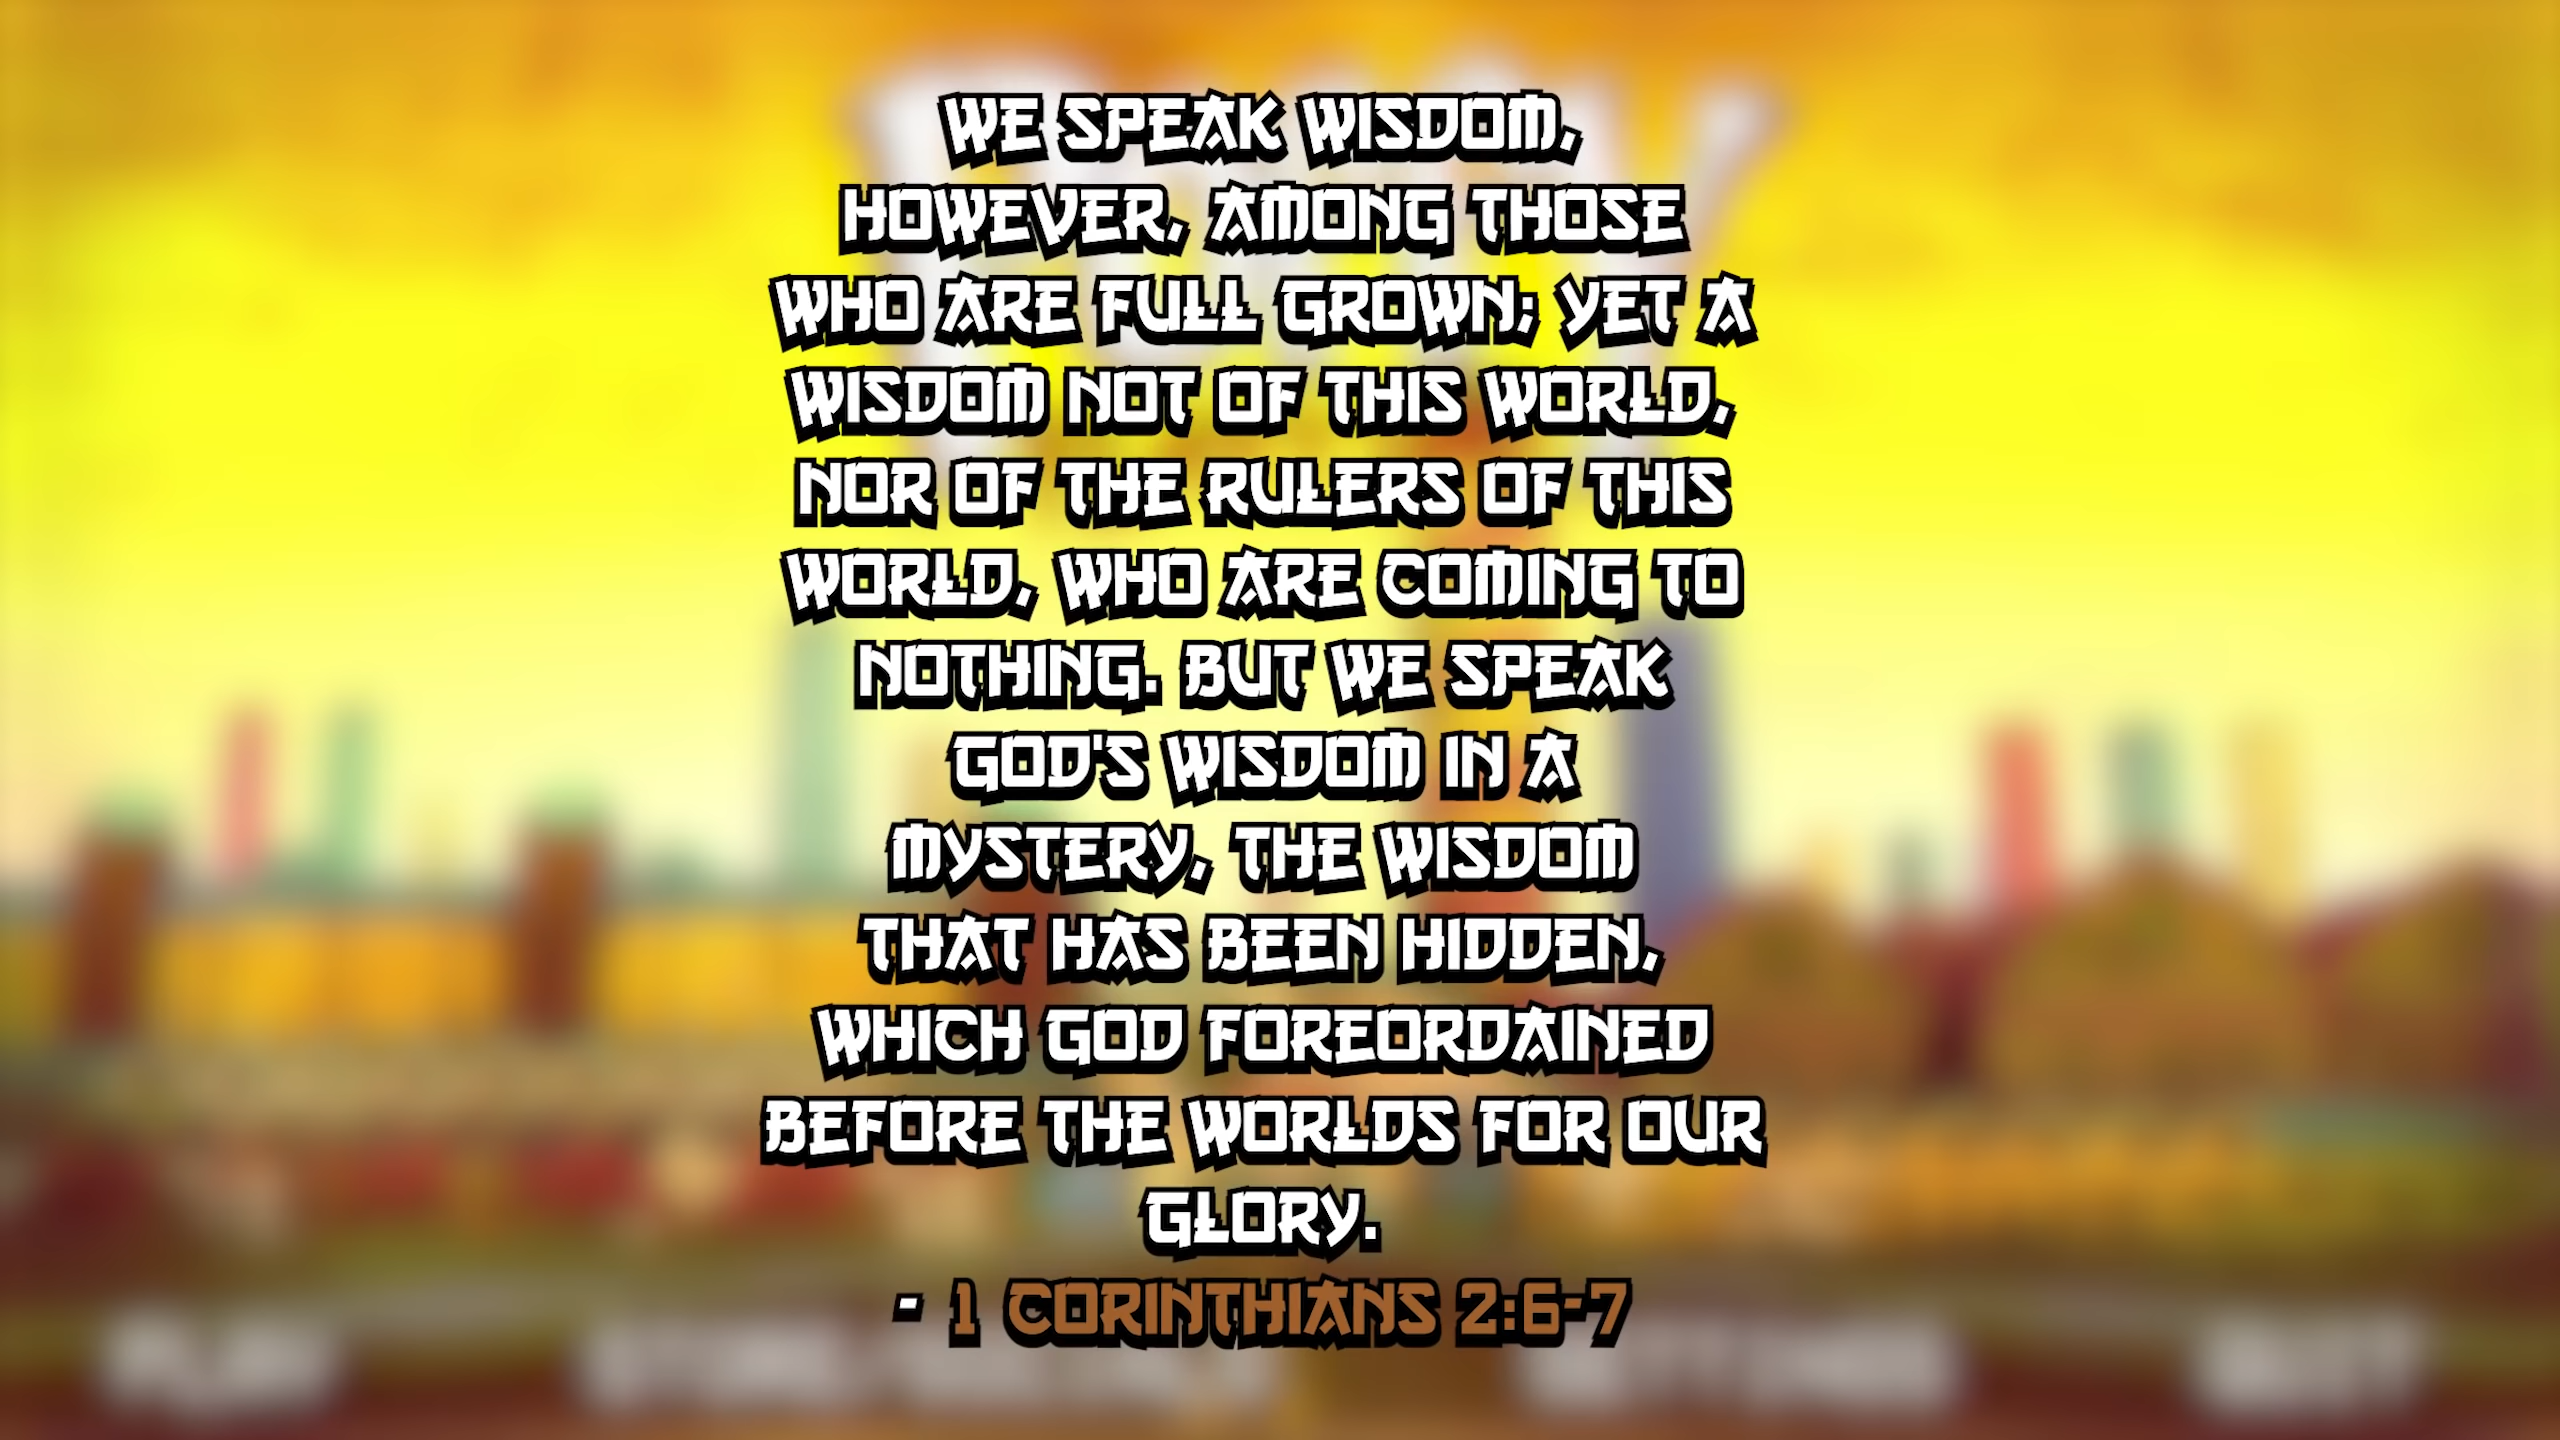 WE SPEAK WISDOM,
HOWEVER, AMONG THOSE
WHO ARE FULL GROWN; YET A
WISDOM NOT OF THIS WORLD,
NOR OF THE RULERS OF THIS
WORLD, WHO ARE COMING TO
NOTHING. BUT WE SPEAK
GOD'S WISDOM IN A
MYSTERY, THE WISDOM
THAT HAS BEEN HIDDEN,
WHICH GOD FOREORDAINED
BEFORE THE WORLDS FOR OUR
GLORY.
- 1 CORINTHIANS 2:6-7